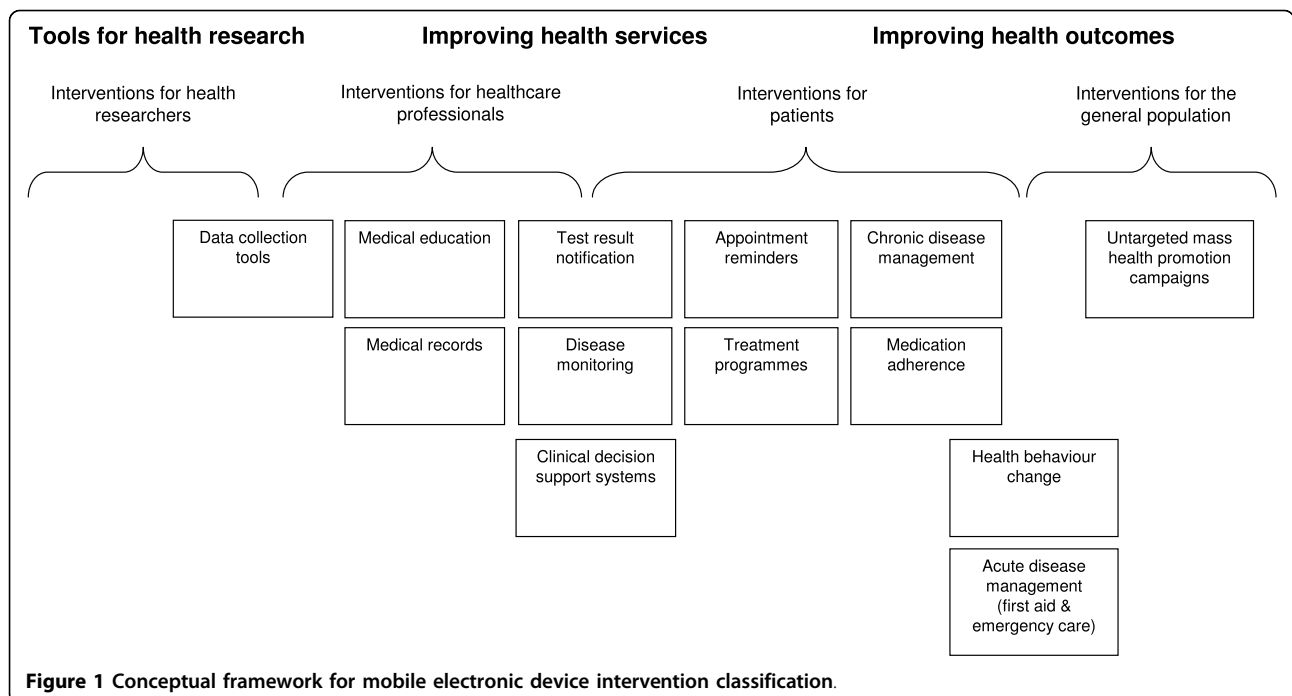 Tools for health research
Improving health services
Improving health outcomes
Interventions for health
researchers
Interventions for healthcare
professionals
Interventions for
patients
Interventions for the
general population
Data collection
tools
Medical education
Test result
notification
Appointment
reminders
Chronic disease
management
Untargeted mass
health promotion
campaigns
Medical records
Disease
monitoring
Treatment
programmes
Medication
adherence
Clinical decision
support systems
Health behaviour
change
Acute disease
management
(first aid &
emergency care)
Figure 1 Conceptual framework for mobile electronic device intervention classification.